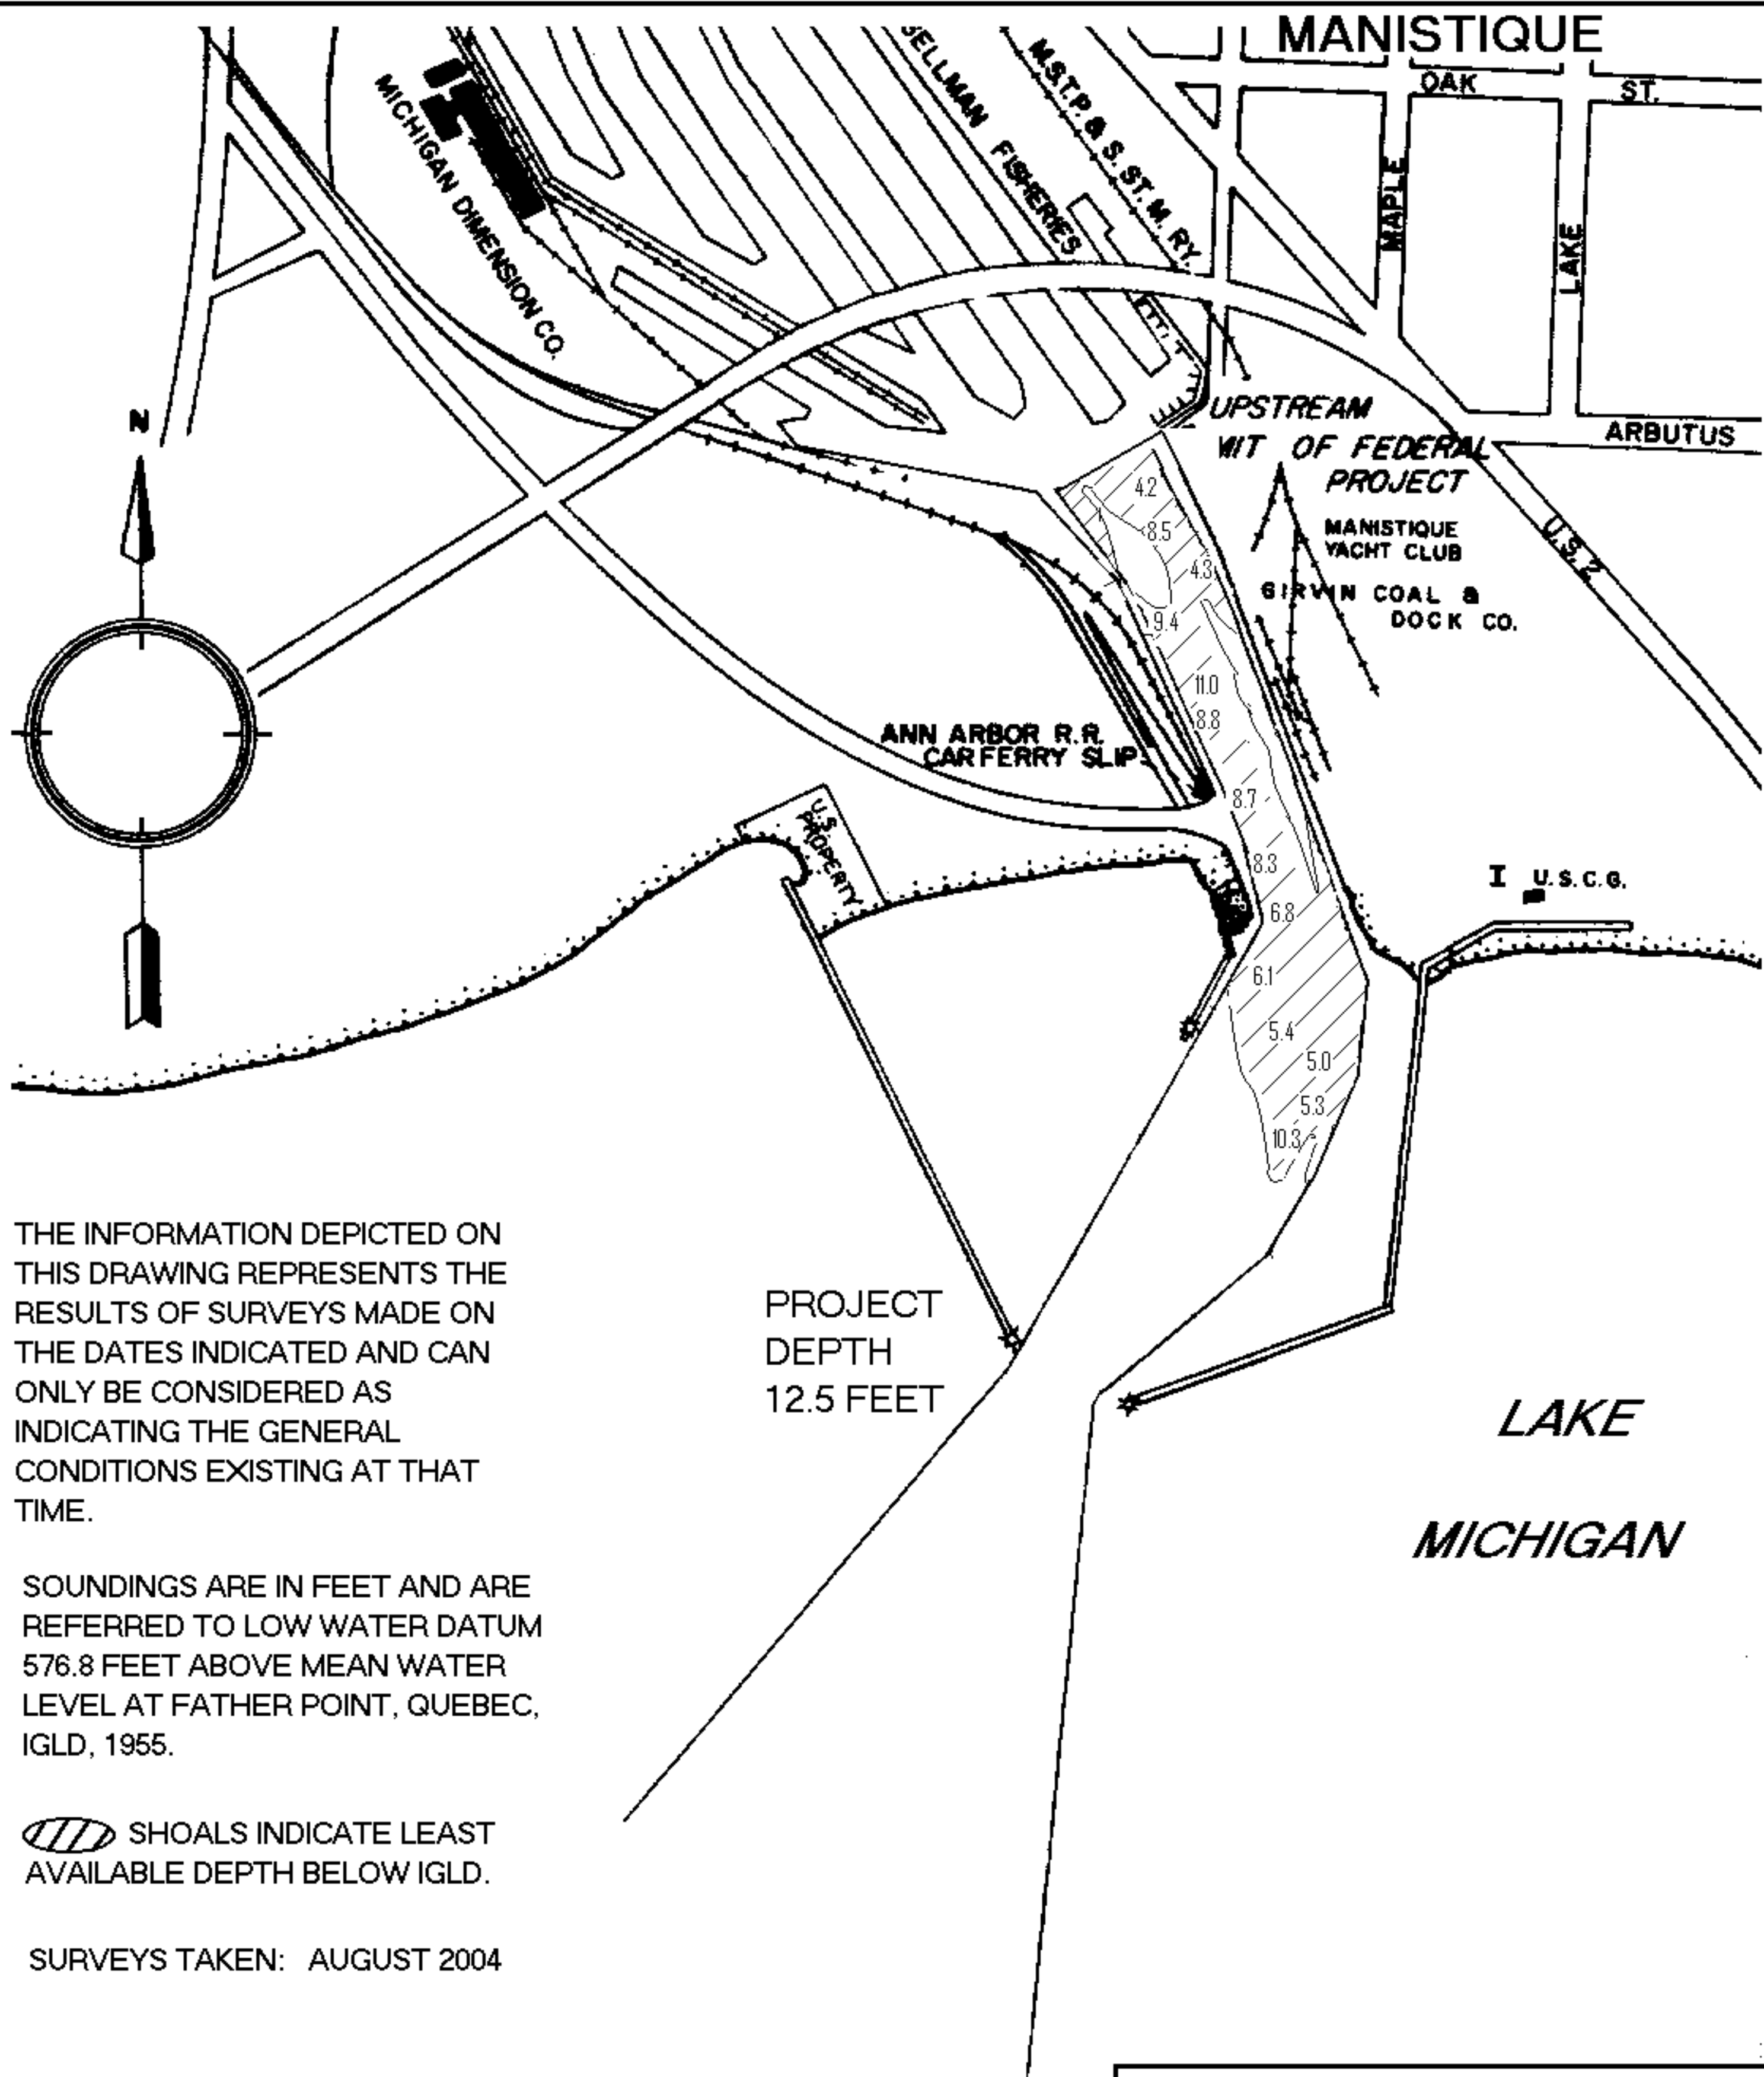 MANISTIQUE
OAK ST.
MAPLE
LAKE
ARBUTUS
U.S. 2
M.ST.P. & S. ST. M. RY.
SELLMAN FISHERIES
MICHIGAN DIMENSION CO.
N
UPSTREAM
MIT OF FEDERAL
PROJECT
MANISTIQUE
YACHT CLUB
GIRVIN COAL &
DOCK CO.
4.2
8.5
4.3
9.4
11.0
8.8
ANN ARBOR R.R.
CAR FERRY SLIP
8.7
U.S.
PROPERTY
8.3
6.8
I U.S.C.G.
6.1
5.4
5.0
5.3
10.3
THE INFORMATION DEPICTED ON
THIS DRAWING REPRESENTS THE
RESULTS OF SURVEYS MADE ON
THE DATES INDICATED AND CAN
ONLY BE CONSIDERED AS
INDICATING THE GENERAL
CONDITIONS EXISTING AT THAT
TIME.
PROJECT
DEPTH
12.5 FEET
LAKE
MICHIGAN
SOUNDINGS ARE IN FEET AND ARE
REFERRED TO LOW WATER DATUM
576.8 FEET ABOVE MEAN WATER
LEVEL AT FATHER POINT, QUEBEC,
IGLD, 1955.
SHOALS INDICATE LEAST
AVAILABLE DEPTH BELOW IGLD.
SURVEYS TAKEN: AUGUST 2004